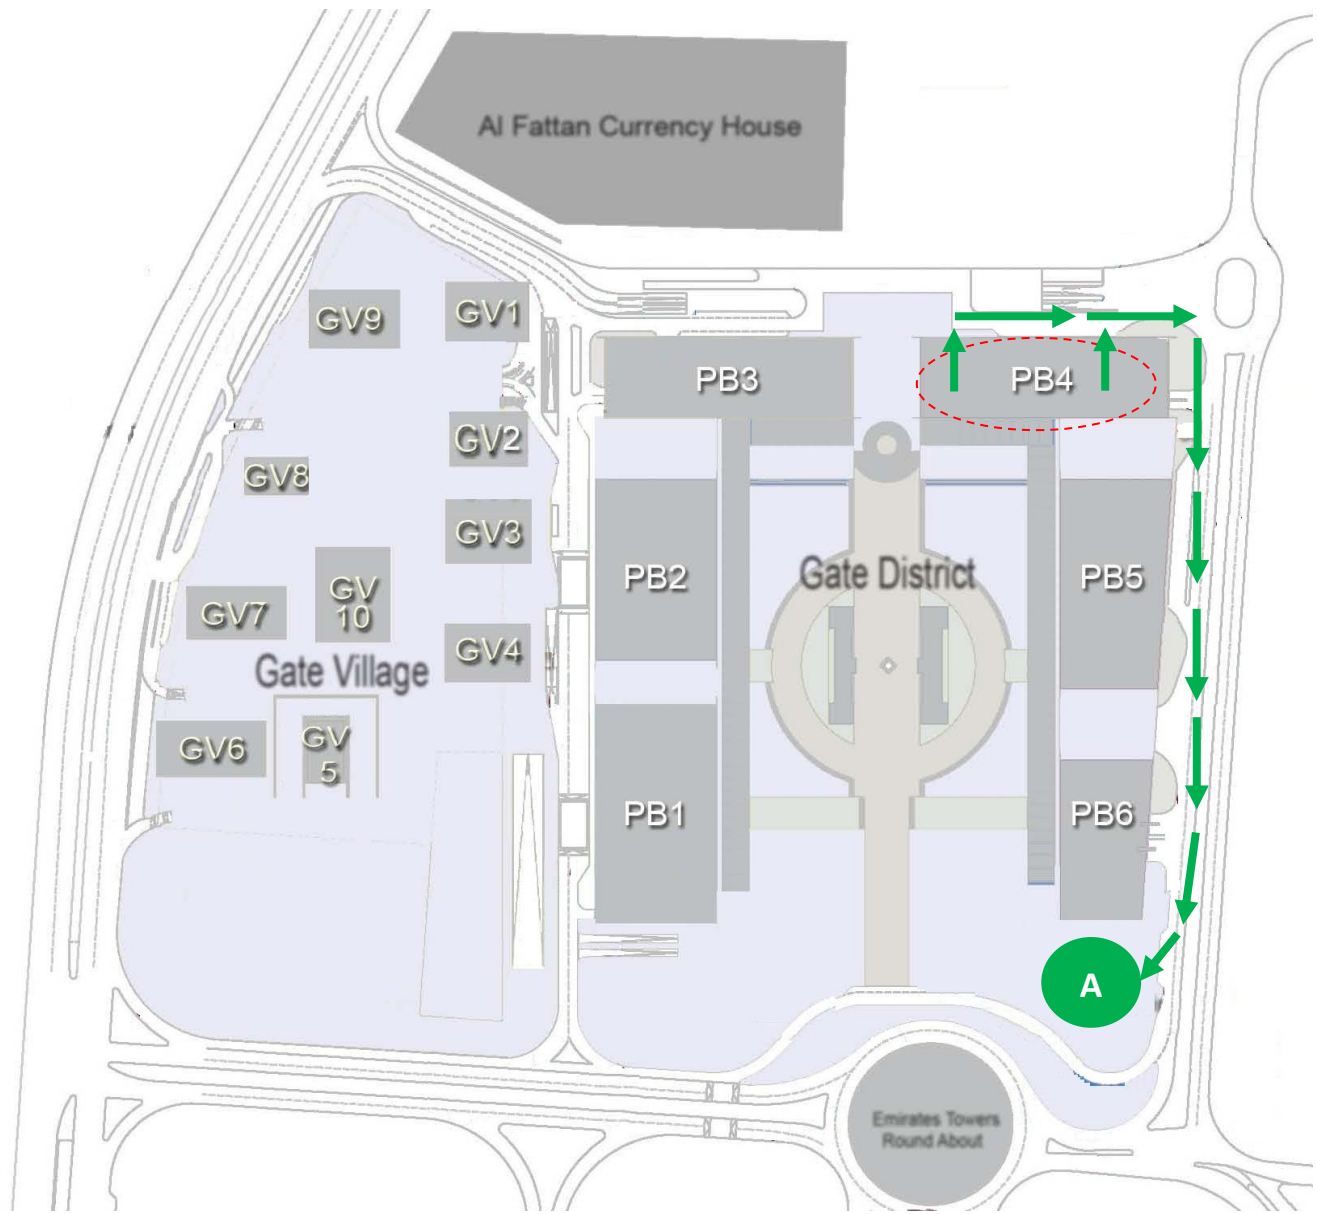 Al Fattan Currency House
GV9
GV1
PB3
PB4
GV2
GV8
GV3
Gate District
PB2
PB5
GV
10
GV7
GV4
Gate Village
GV6
GV
5
PB1
PB6
A
Emirates Towers
Round About